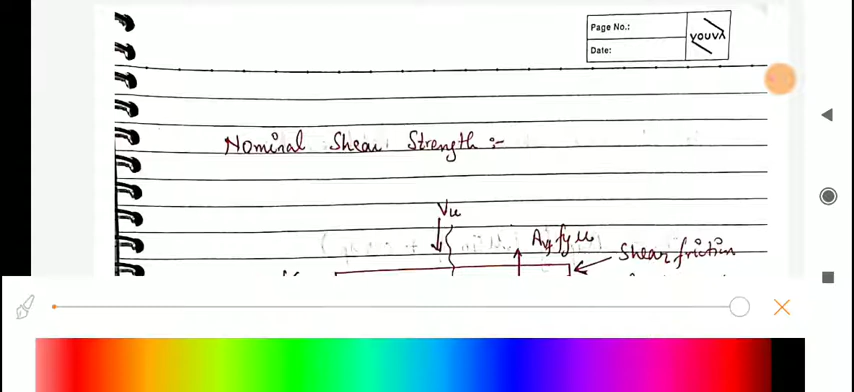 Page No.:
YOUVA
Date:
Nominal Shear Strength :-
Vu
Avf fy μ
Shear friction